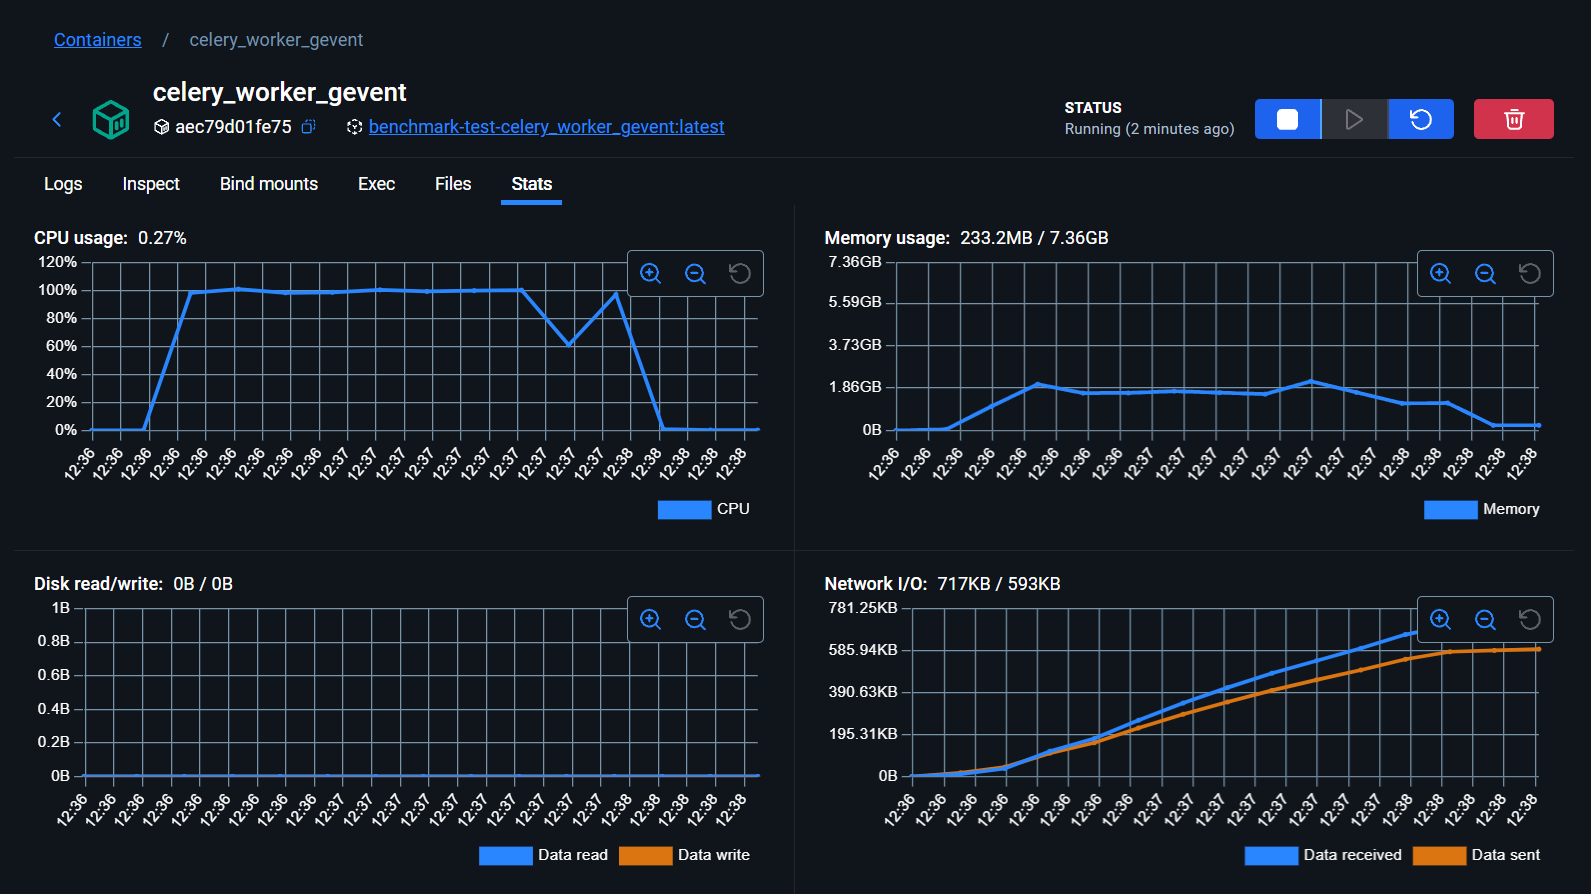 Containers / celery_worker_gevent
celery_worker_gevent
aec79d01fe75 benchmark-test-celery_worker_gevent:latest
STATUS
Running (2 minutes ago)
Logs Inspect Bind mounts Exec Files Stats
CPU usage: 0.27%
120%
100%
80%
60%
40%
20%
0%
12:36 12:36 12:36 12:36 12:36 12:36 12:36 12:36 12:37 12:37 12:37 12:37 12:37 12:37 12:37 12:37 12:37 12:37 12:37 12:38 12:38 12:38 12:38 12:38
CPU
Memory usage: 233.2MB / 7.36GB
7.36GB
5.59GB
3.73GB
1.86GB
0B
12:36 12:36 12:36 12:36 12:36 12:36 12:36 12:36 12:37 12:37 12:37 12:37 12:37 12:37 12:37 12:37 12:38 12:38 12:38 12:38 12:38
Memory
Disk read/write: 0B / 0B
1B
0.8B
0.6B
0.4B
0.2B
0B
12:36 12:36 12:36 12:36 12:36 12:36 12:36 12:36 12:36 12:37 12:37 12:37 12:37 12:37 12:37 12:37 12:37 12:37 12:37 12:38 12:38 12:38 12:38 12:38
Data read Data write
Network I/O: 717KB / 593KB
781.25KB
585.94KB
390.63KB
195.31KB
0B
12:36 12:36 12:36 12:36 12:36 12:36 12:36 12:36 12:37 12:37 12:37 12:37 12:37 12:37 12:37 12:37 12:38 12:38 12:38 12:38 12:38
Data received Data sent